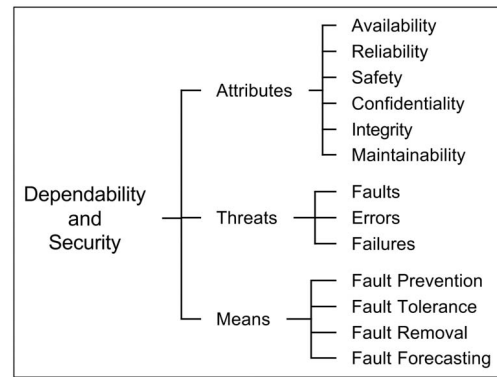 Dependability
and
Security
Attributes
Availability
Reliability
Safety
Confidentiality
Integrity
Maintainability
Threats
Faults
Errors
Failures
Means
Fault Prevention
Fault Tolerance
Fault Removal
Fault Forecasting